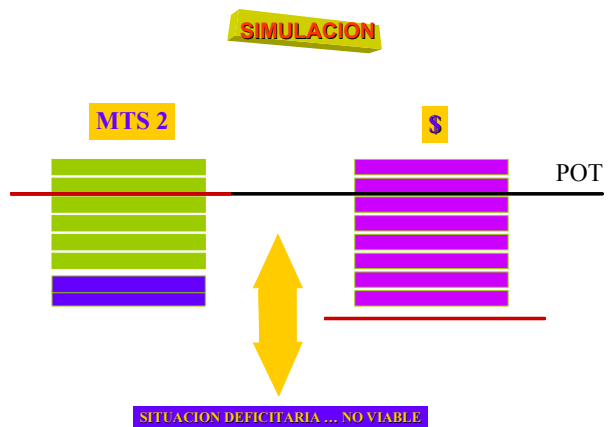 SIMULACION
MTS 2
$
POT
SITUACION DEFICITARIA ... NO VIABLE